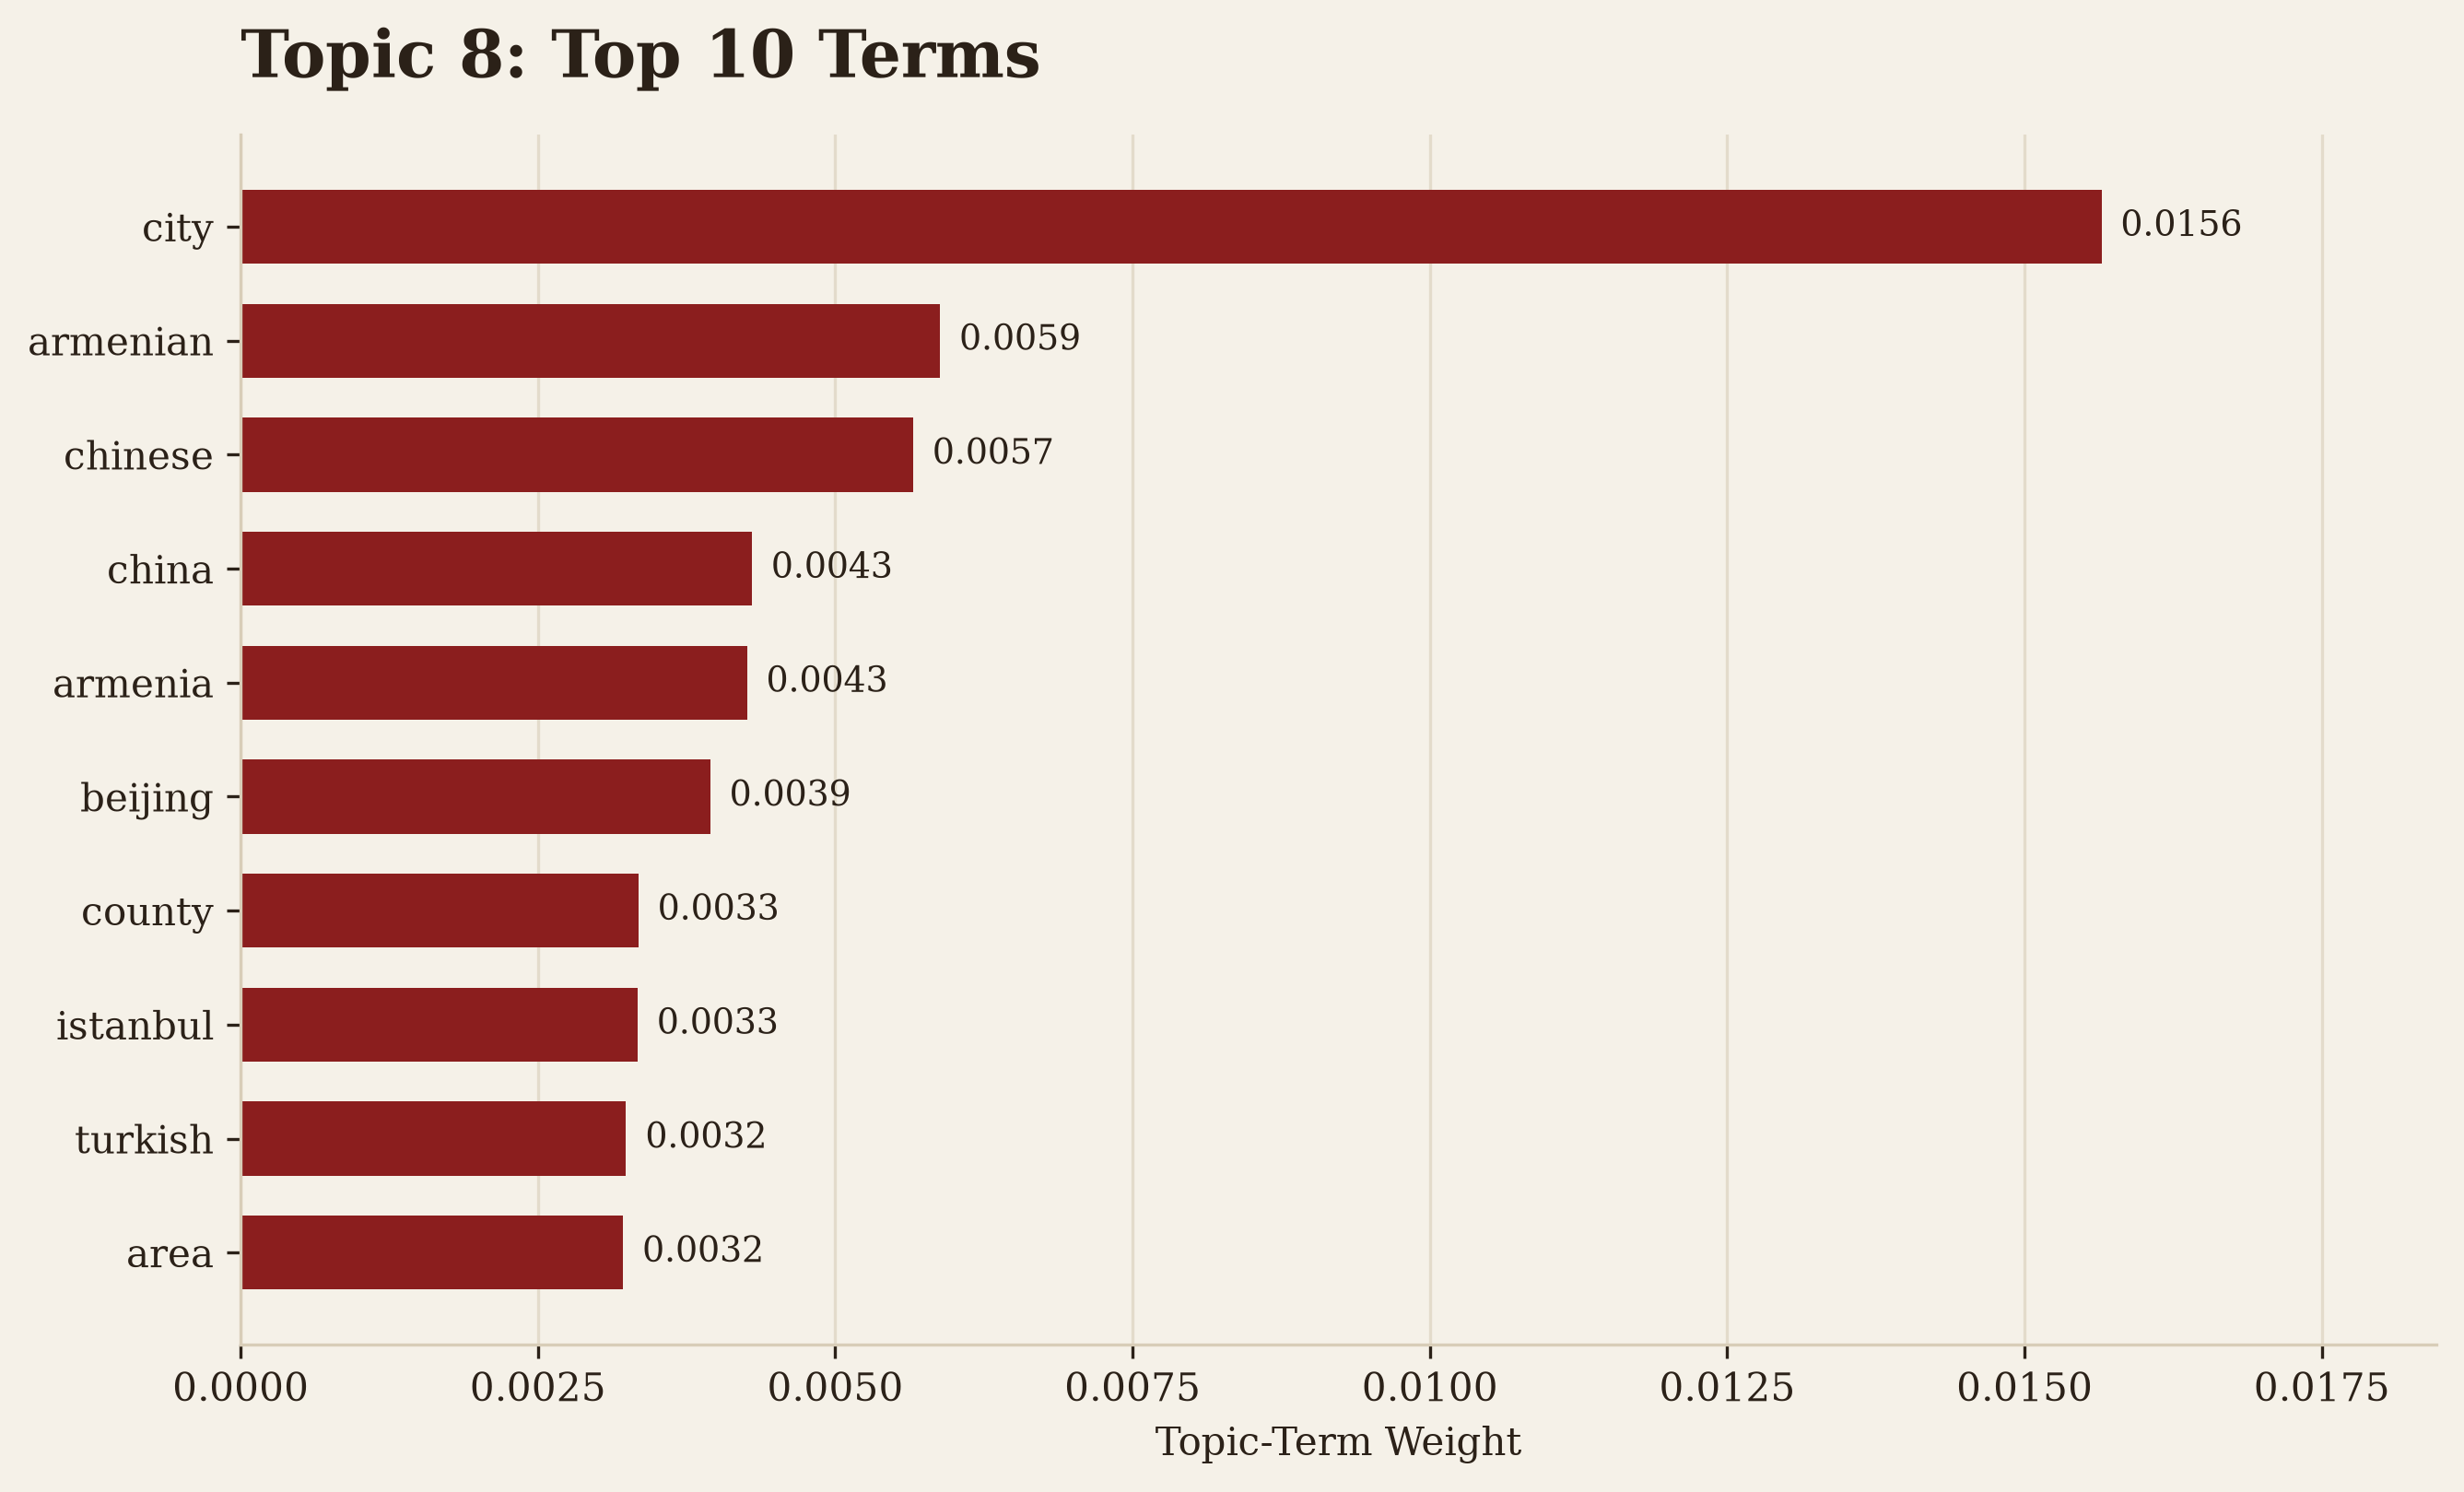 Topic 8: Top 10 Terms
city 0.0156
armenian 0.0059
chinese 0.0057
china 0.0043
armenia 0.0043
beijing 0.0039
county 0.0033
istanbul 0.0033
turkish 0.0032
area 0.0032
0.0000 0.0025 0.0050 0.0075 0.0100 0.0125 0.0150 0.0175
Topic-Term Weight